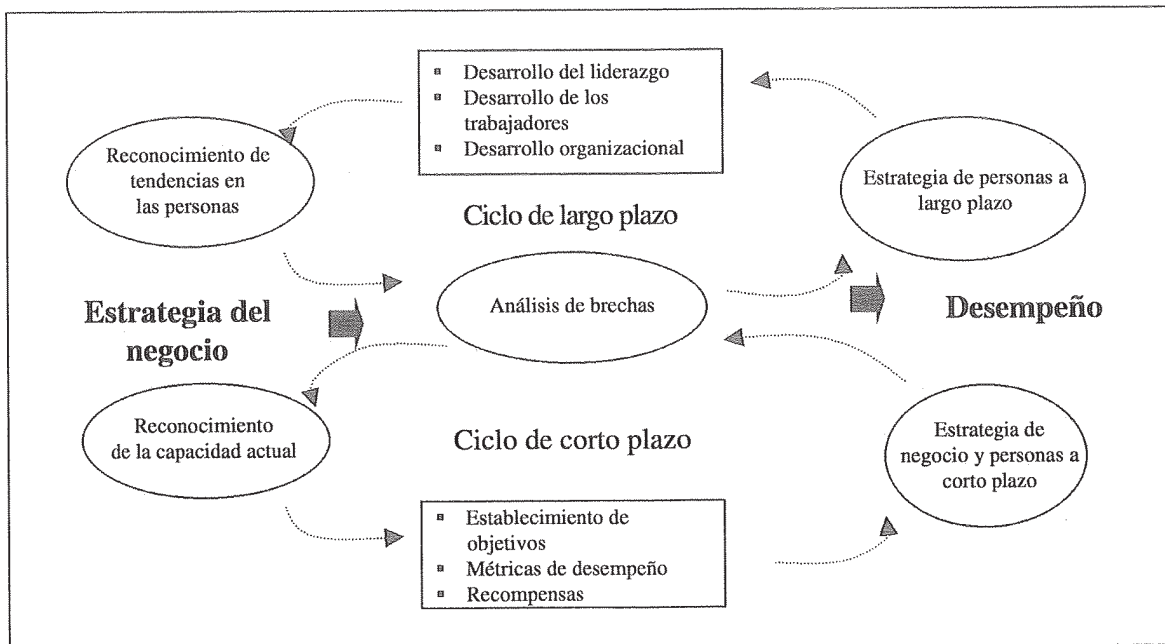 Desarrollo del liderazgo
Desarrollo de los
trabajadores
Desarrollo organizacional
Reconocimiento de
tendencias en
las personas
Estrategia de personas a
largo plazo
Ciclo de largo plazo
Análisis de brechas
Estrategia del
negocio
Desempeño
Reconocimiento
de la capacidad actual
Ciclo de corto plazo
Estrategia de
negocio y personas a
corto plazo
Establecimiento de
objetivos
Métricas de desempeño
Recompensas